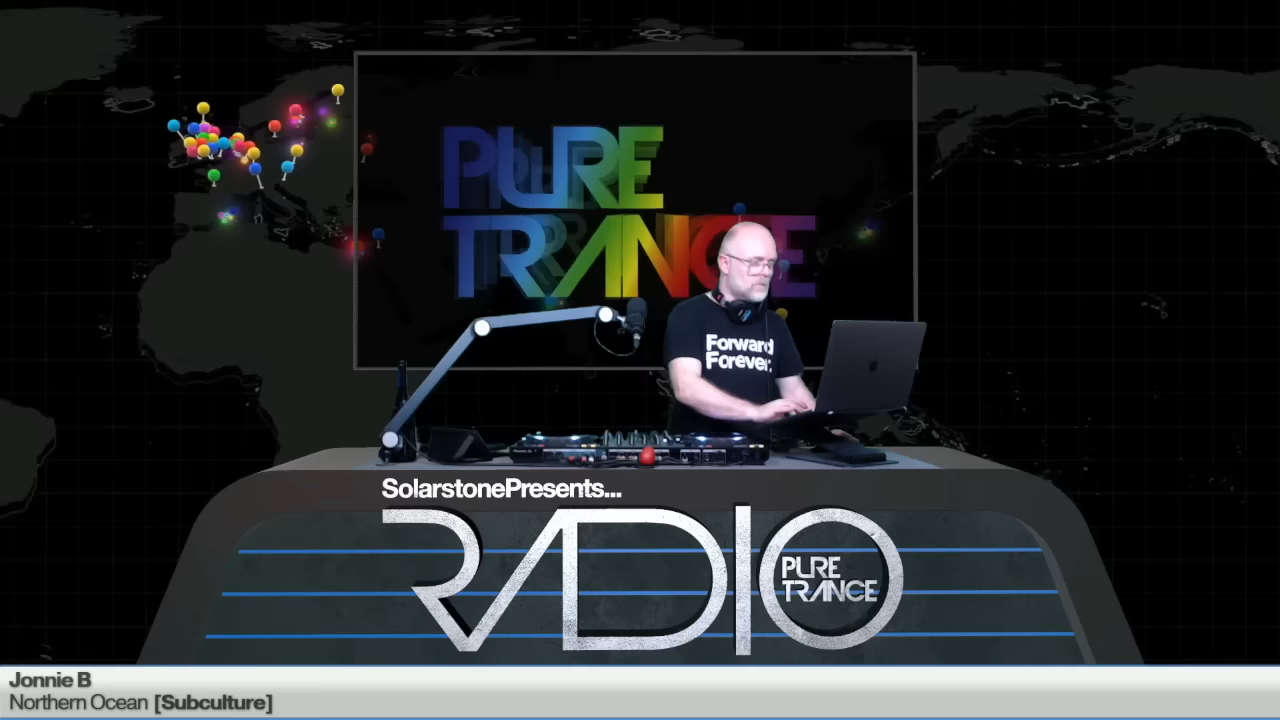 PURE
TRANCE
Forward
Forever.
SolarstonePresents...
RADIO
PURE
TRANCE
Jonnie B
Northern Ocean [Subculture]